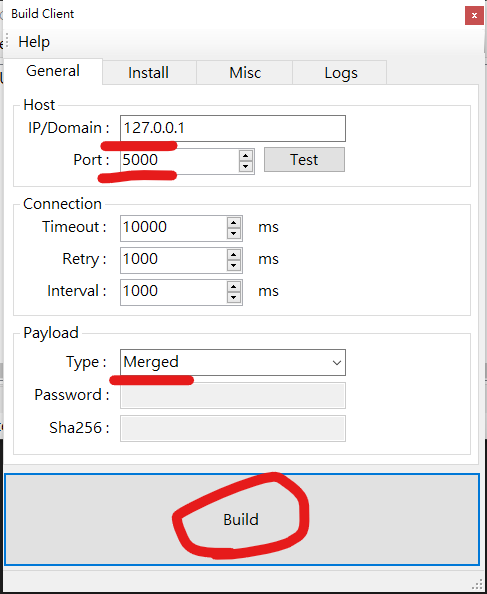 Build Client
x
Help
General Install Misc Logs
Host
IP/Domain : 127.0.0.1
Port : 5000 Test
Connection
Timeout : 10000 ms
Retry : 1000 ms
Interval : 1000 ms
Payload
Type : Merged
Password :
Sha256 :
Build